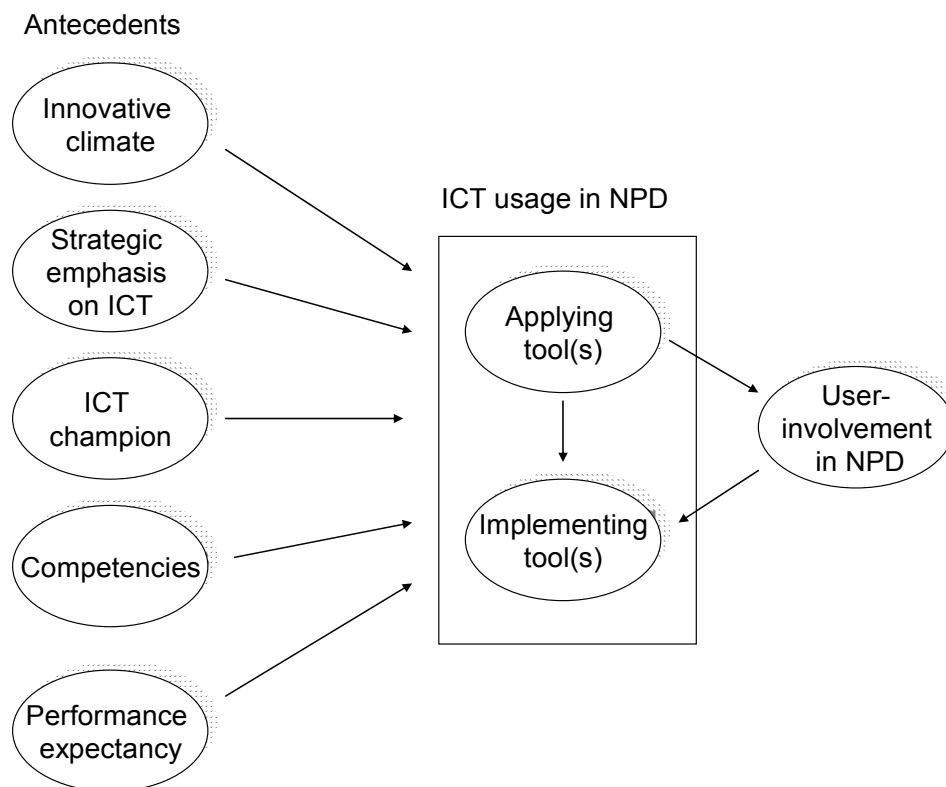 Antecedents
Innovative
climate
Strategic
emphasis
on ICT
ICT
champion
Competencies
Performance
expectancy
ICT usage in NPD
Applying
tool(s)
Implementing
tool(s)
User-
involvement
in NPD